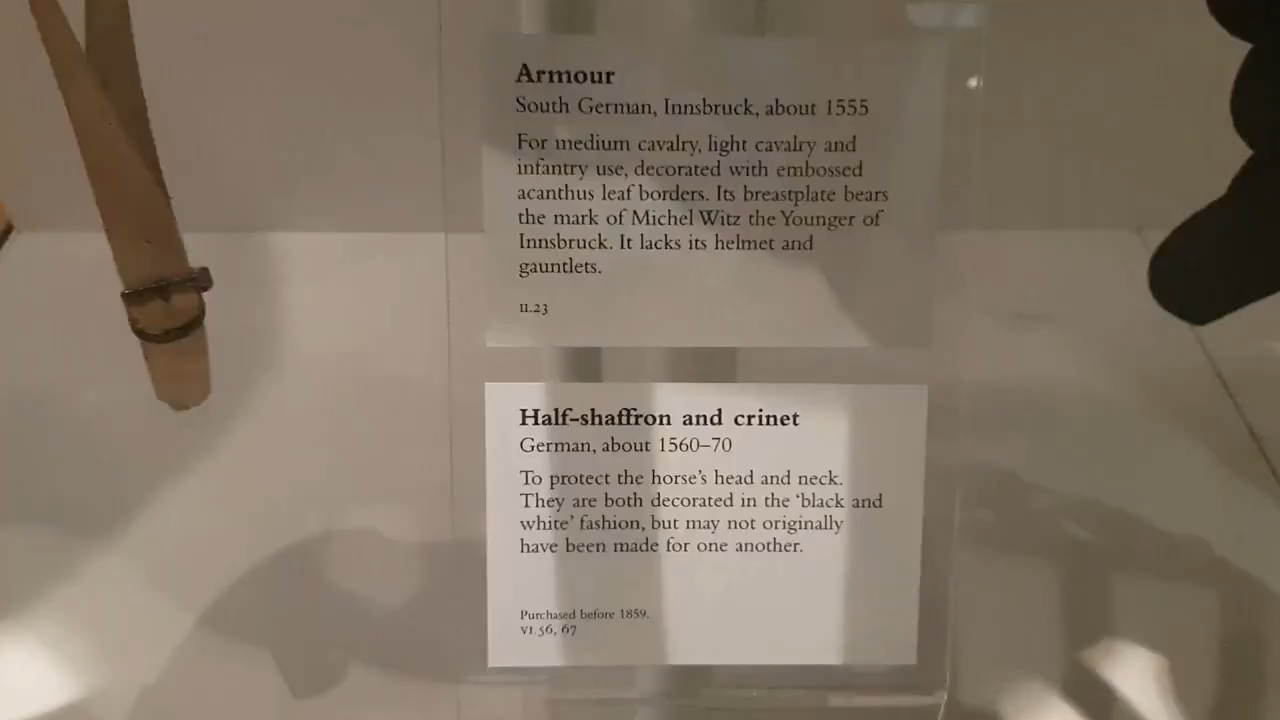 Armour
South German, Innsbruck, about 1555
For medium cavalry, light cavalry and
infantry use, decorated with embossed
acanthus leaf borders. Its breastplate bears
the mark of Michel Witz the Younger of
Innsbruck. It lacks its helmet and
gauntlets.
II.23
Half-shaffron and crinet
German, about 1560–70
To protect the horse's head and neck.
They are both decorated in the 'black and
white' fashion, but may not originally
have been made for one another.
Purchased before 1859.
VI.56, 67